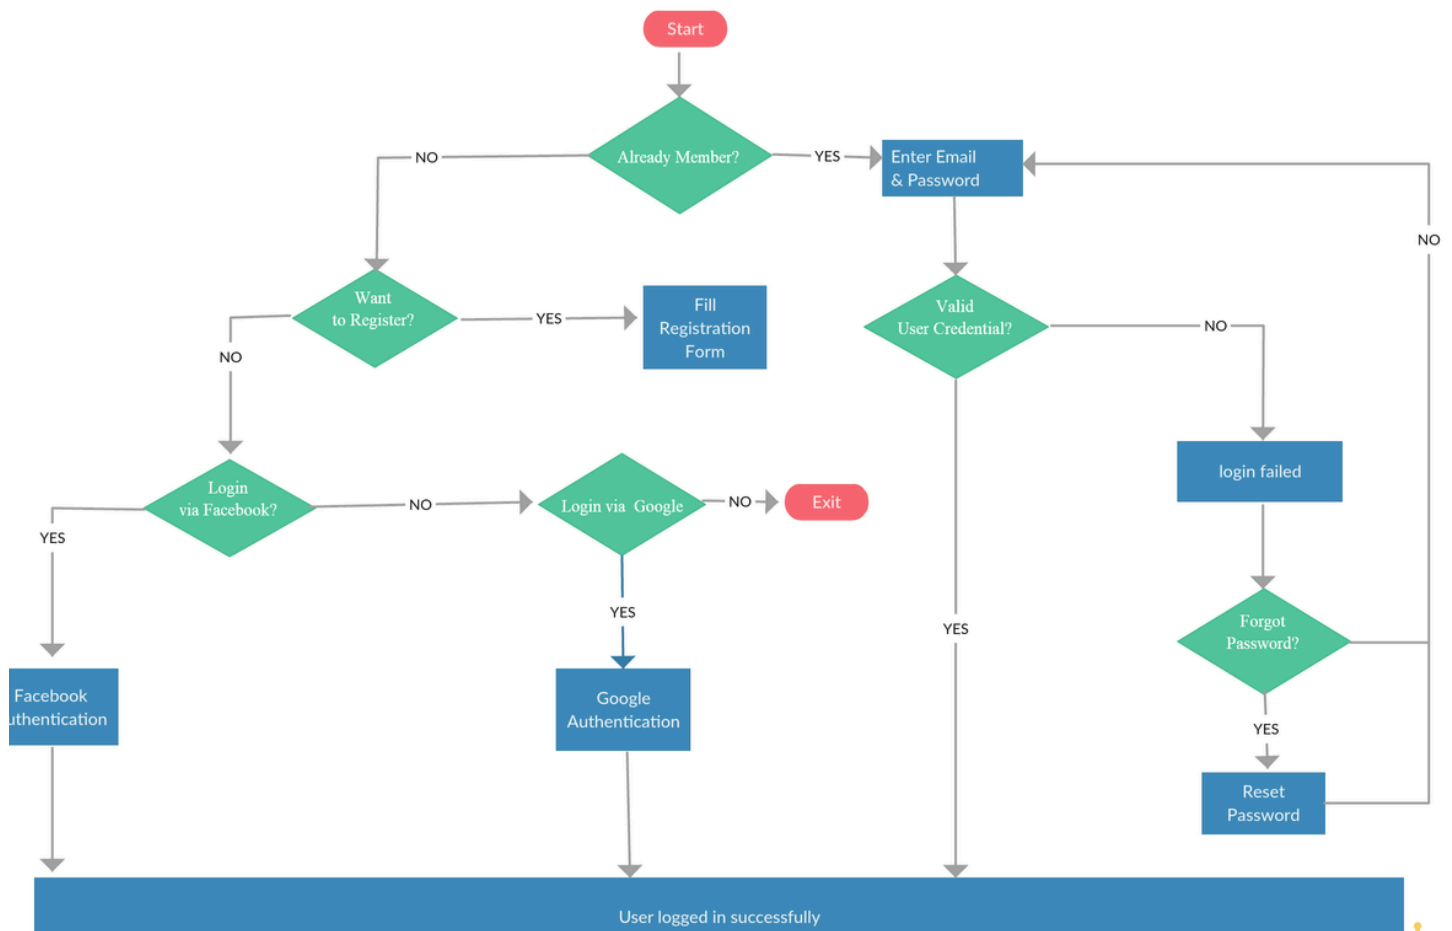 Start
Already Member?
NO
YES
Enter Email
& Password
NO
Want
to Register?
YES
Fill
Registration
Form
Valid
User Credential?
NO
NO
login failed
Login
via Facebook?
NO
Login via Google
NO
Exit
YES
YES
YES
Forgot
Password?
Facebook
uthentication
Google
Authentication
YES
Reset
Password
User logged in successfully